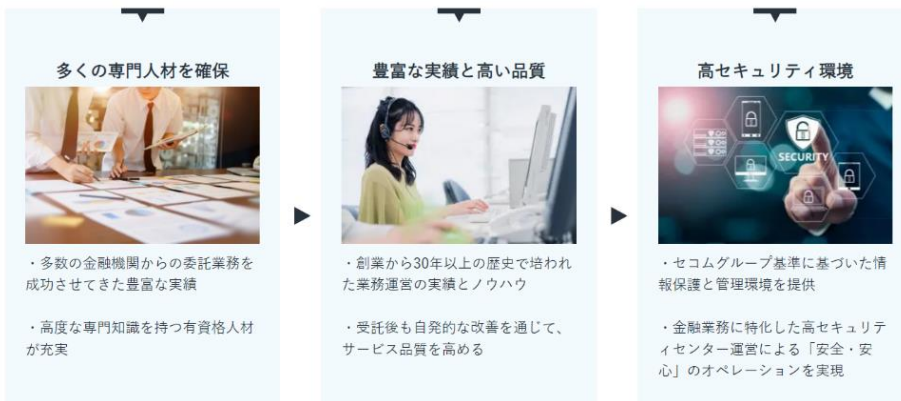 多くの専門人材を確保
・多数の金融機関からの委託業務を
成功させてきた豊富な実績
・高度な専門知識を持つ有資格人材
が充実
豊富な実績と高い品質
・創業から30年以上の歴史で培われ
た業務運営の実績とノウハウ
・受託後も自発的な改善を通じて、
サービス品質を高める
高セキュリティ環境
SECURITY
・セコムグループ基準に基づいた情
報保護と管理環境を提供
・金融業務に特化した高セキュリテ
ィセンター運営による「安全・安
心」のオペレーションを実現